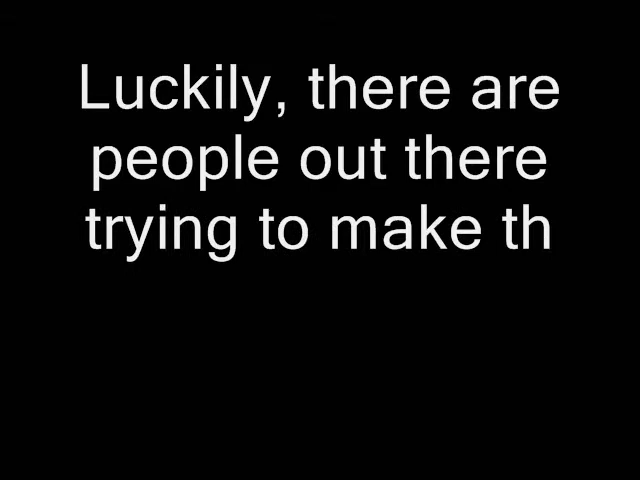 Luckily, there are
people out there
trying to make th